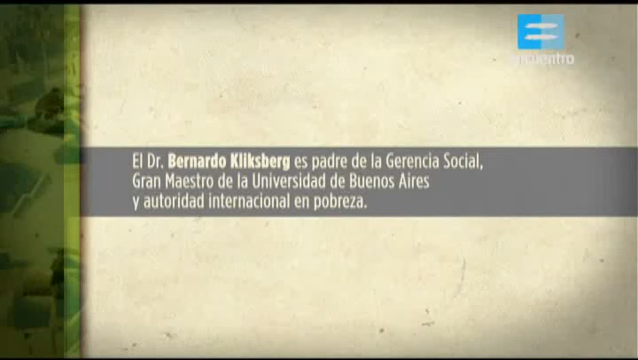 encuentro
El Dr. Bernardo Kliksberg es padre de la Gerencia Social,
Gran Maestro de la Universidad de Buenos Aires
y autoridad internacional en pobreza.